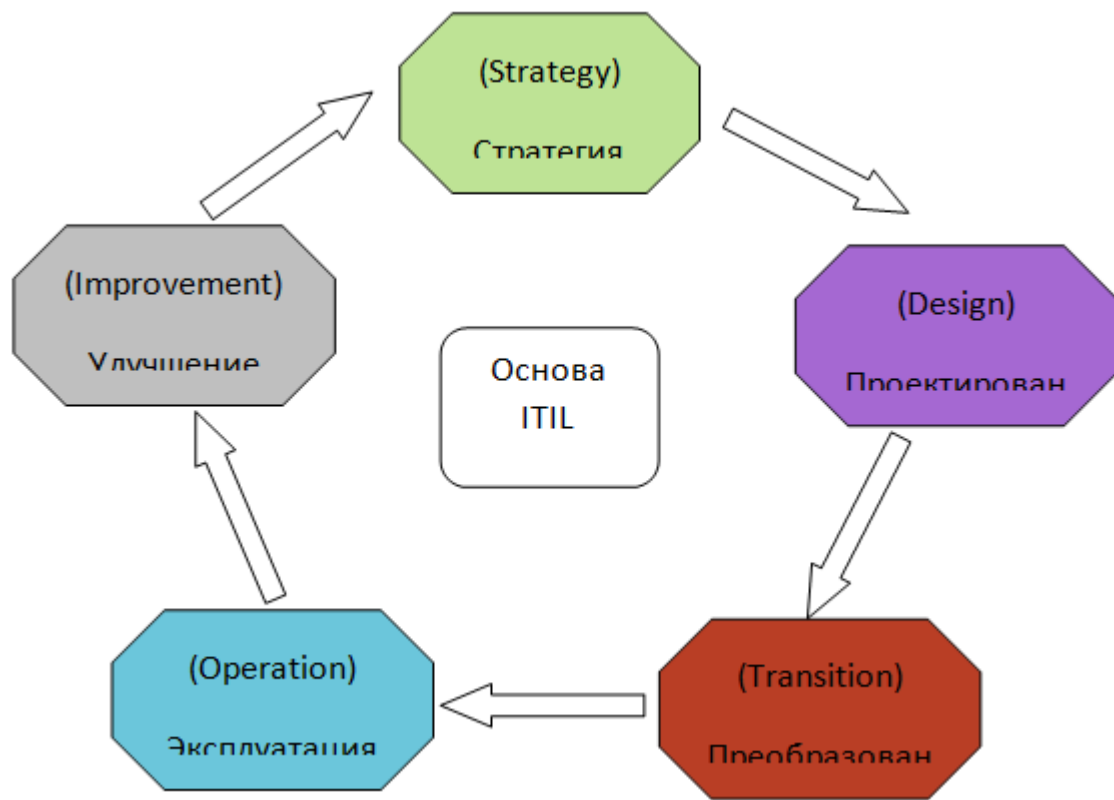 (Strategy)
Стратегия
(Improvement)
Улучшение
(Design)
Проектирован
Основа
ITIL
(Operation)
Эксплуатация
(Transition)
Преобразован